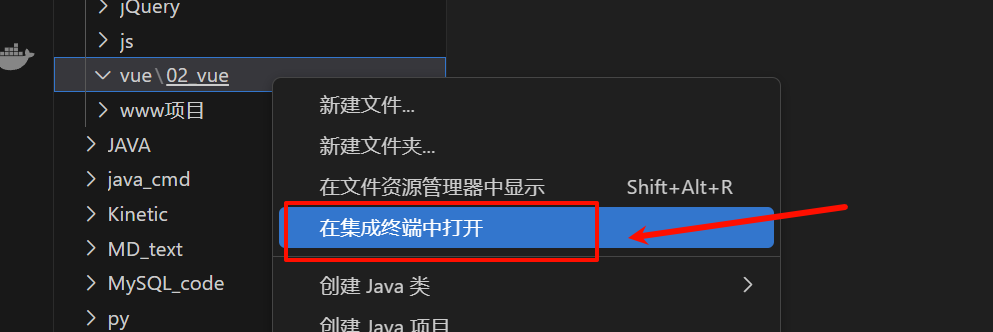 jQuery
js
vue\02_vue
www项目
JAVA
java_cmd
Kinetic
MD_text
MySQL_code
py
新建文件...
新建文件夹...
在文件资源管理器中显示 Shift+Alt+R
在集成终端中打开
创建 Java 类
创建 Java 项目